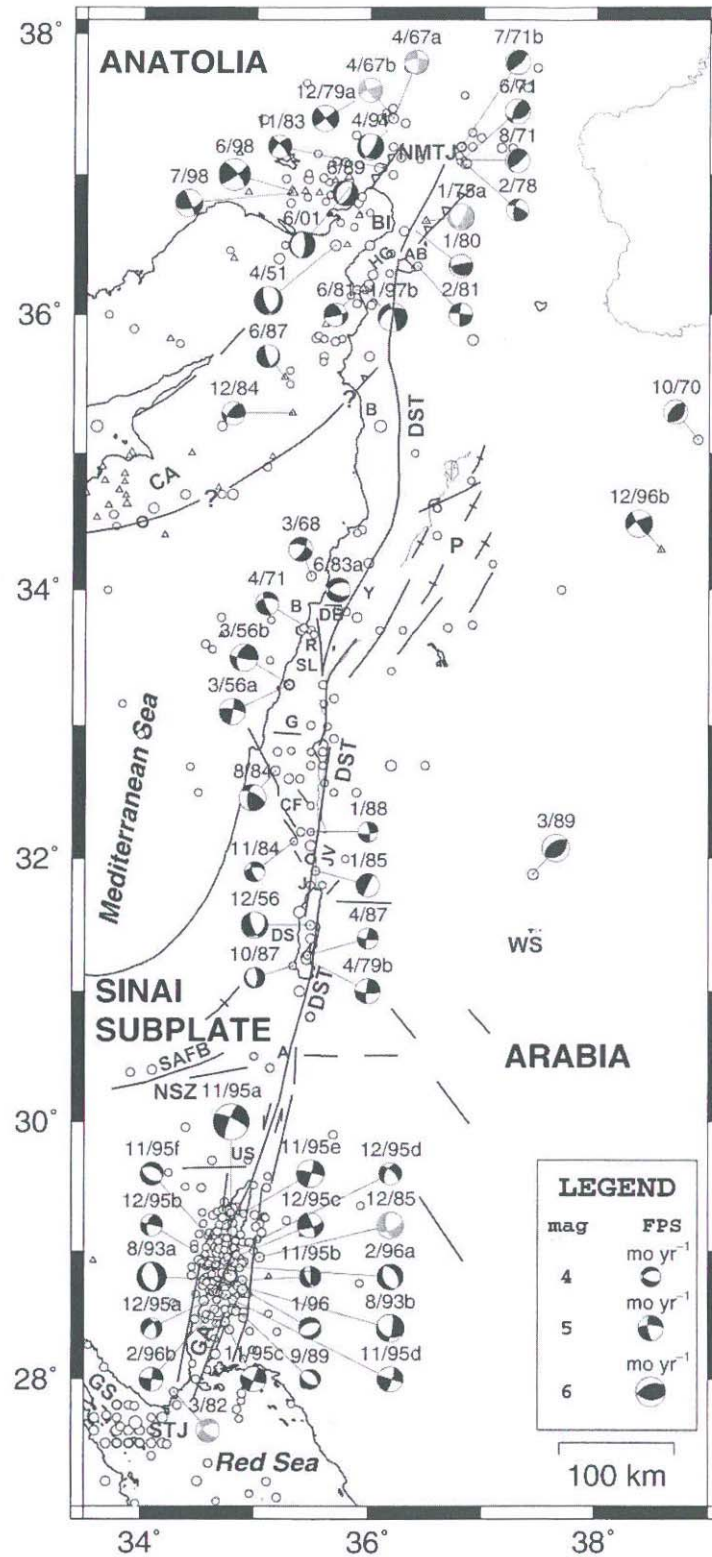 38°
ANATOLIA
4/67a
7/71b
4/67b
12/79a
6/71
11/83
4/91
NMTJ
8/71
6/98
8/89
7/98
1/78a
2/78
6/01
BI
1/80
HG
AB
4/51
6/81
1/97b
2/81
36°
6/87
12/84
?
B
DST
10/70
CA
?
12/96b
3/68
P
6/83a
34°
4/71
B
DB
Y
R
3/56b
SL
3/56a
G
Mediterranean Sea
DST
8/84
CF
1/88
3/89
11/84
JV
32°
J
1/85
12/56
4/87
DS
WS
10/87
DST
4/79b
SINAI
SUBPLATE
ARABIA
SAFB
A
NSZ
11/95a
30°
US
11/95f
11/95e
12/95d
12/95b
12/95c
12/85
8/93a
11/95b
2/96a
12/95a
1/96
8/93b
GA
2/96b
11/95c
9/89
11/95d
28°
GS
3/82
STJ
Red Sea
LEGEND
mag FPS
mo yr⁻¹
4
mo yr⁻¹
5
mo yr⁻¹
6
100 km
34° 36° 38°